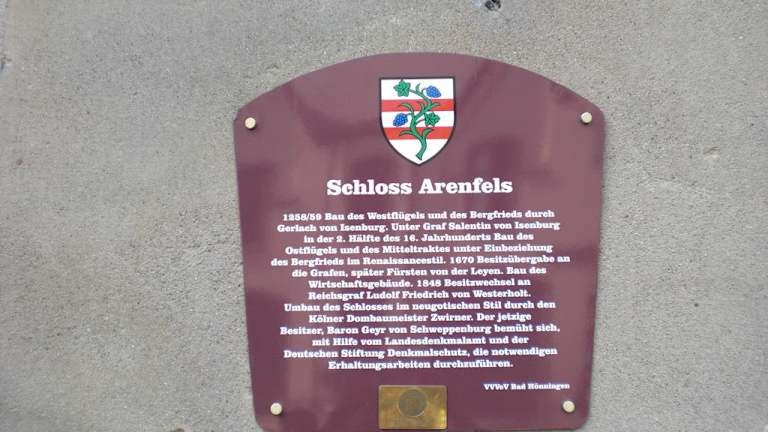 Schloss Arenfels
1258/59 Bau des Westflügels und des Bergfrieds durch
Gerlach von Isenburg. Unter Graf Salentin von Isenburg
in der 2. Hälfte des 16. Jahrhunderts Bau des
Ostflügels und des Mitteltraktes unter Einbeziehung
des Bergfrieds im Renaissancestil. 1670 Besitzübergabe an
die Grafen, später Fürsten von der Leyen. Bau des
Wirtschaftsgebäude. 1848 Besitzwechsel an
Reichsgraf Ludolf Friedrich von Westerholt.
Umbau des Schlosses im neugotischen Stil durch den
Kölner Dombaumeister Zwirner. Der jetzige
Besitzer, Baron Geyr von Schweppenburg bemüht sich,
mit Hilfe vom Landesdenkmalamt und der
Deutschen Stiftung Denkmalschutz, die notwendigen
Erhaltungsarbeiten durchzuführen.
VVVeV Bad Hönningen